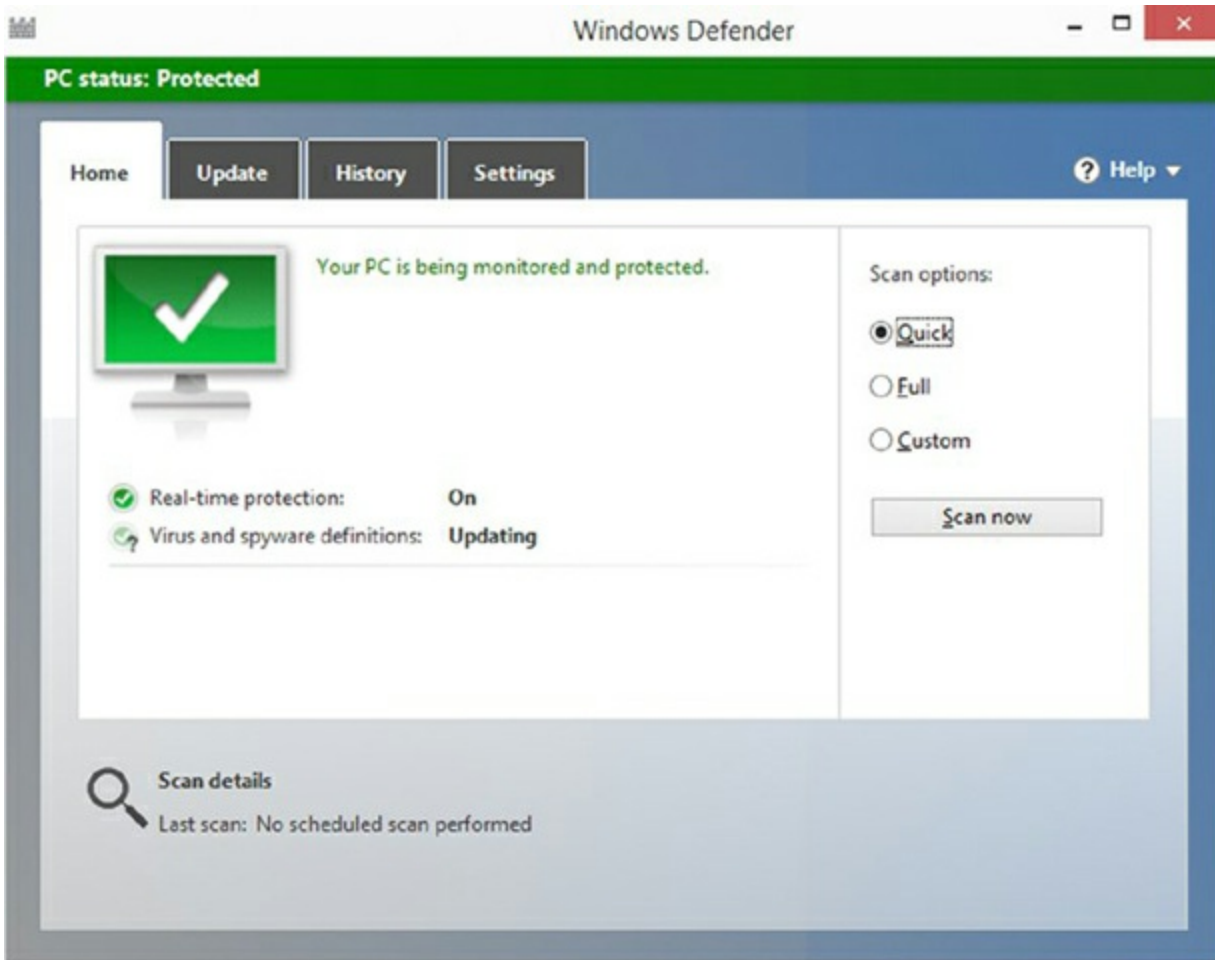 Windows Defender
PC status: Protected
Home Update History Settings Help
Your PC is being monitored and protected.
Scan options:
Quick
Full
Custom
Real-time protection: On
Virus and spyware definitions: Updating
Scan now
Scan details
Last scan: No scheduled scan performed